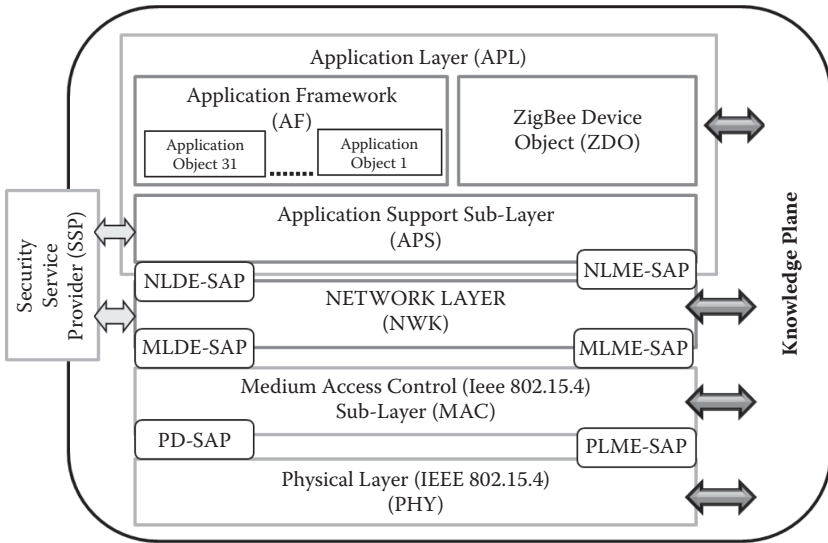 Application Layer (APL)
Application Framework
(AF)
Application
Object 31
Application
Object 1
ZigBee Device
Object (ZDO)
Application Support Sub-Layer
(APS)
Security
Service
Provider (SSP)
NLDE-SAP
NLME-SAP
NETWORK LAYER
(NWK)
MLDE-SAP
MLME-SAP
Medium Access Control (Ieee 802.15.4)
Sub-Layer (MAC)
PD-SAP
PLME-SAP
Physical Layer (IEEE 802.15.4)
(PHY)
Knowledge Plane